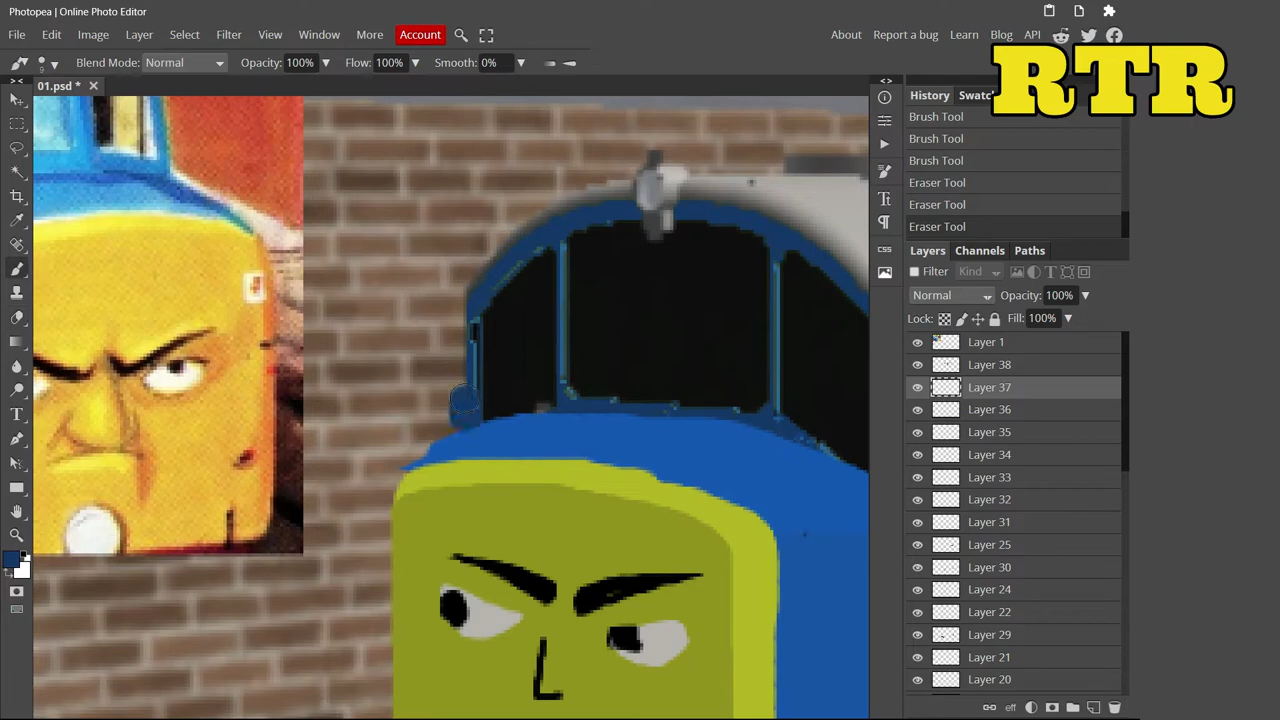 Photopea | Online Photo Editor
File Edit Image Layer Select Filter View Window More Account
About Report a bug Learn Blog API
9 Blend Mode: Normal Opacity: 100% Flow: 100% Smooth: 0%
RTR
01.psd *
History Swatc
Brush Tool
Brush Tool
Brush Tool
Eraser Tool
Eraser Tool
Eraser Tool
Layers Channels Paths
Filter Kind
Normal Opacity: 100%
Lock: Fill: 100%
CSS
Layer 1
Layer 38
Layer 37
Layer 36
Layer 35
Layer 34
Layer 33
Layer 32
Layer 31
Layer 25
Layer 30
Layer 24
Layer 22
Layer 29
Layer 21
Layer 20
eff